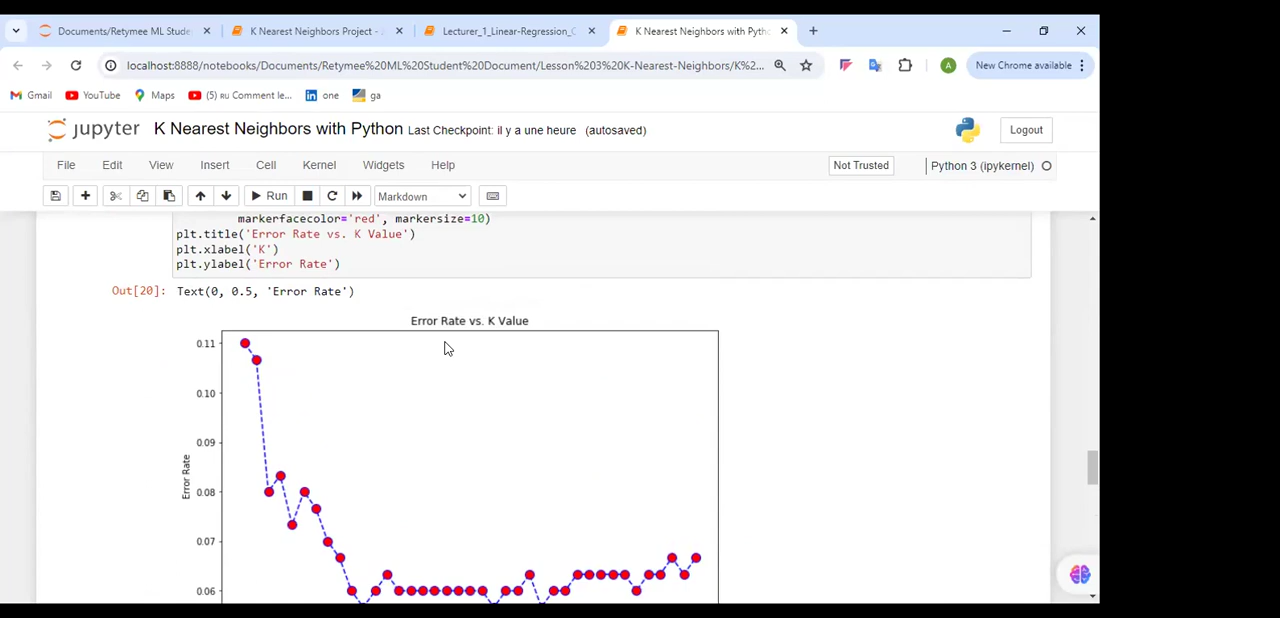 Documents/Retymee ML Stude
K Nearest Neighbors Project -
Lecturer_1_Linear-Regression_C
K Nearest Neighbors with Pytho
localhost:8888/notebooks/Documents/Retymee%20ML%20Student%20Document/Lesson%203%20K-Nearest-Neighbors/K%2...
A
New Chrome available
Gmail
YouTube
Maps
(5) RU Comment le...
one
ga
jupyter
K Nearest Neighbors with Python
Last Checkpoint: il y a une heure
(autosaved)
Logout
File
Edit
View
Insert
Cell
Kernel
Widgets
Help
Not Trusted
Python 3 (ipykernel)
Run
Markdown
markerfacecolor='red', markersize=10)
plt.title('Error Rate vs. K Value')
plt.xlabel('K')
plt.ylabel('Error Rate')
Out[20]:
Text(0, 0.5, 'Error Rate')
Error Rate vs. K Value
0.11
0.10
0.09
0.08
0.07
0.06
Error Rate